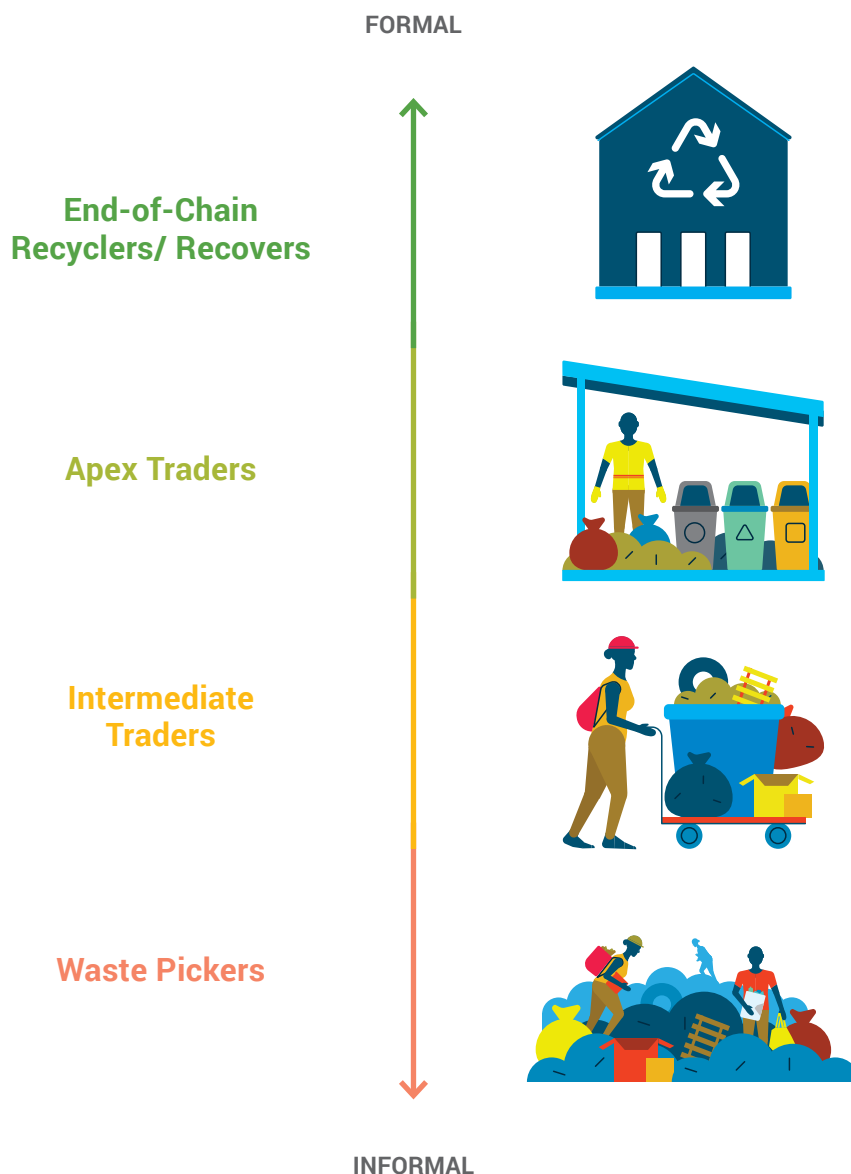 FORMAL
End-of-Chain
Recyclers/ Recovers
Apex Traders
Intermediate
Traders
Waste Pickers
INFORMAL